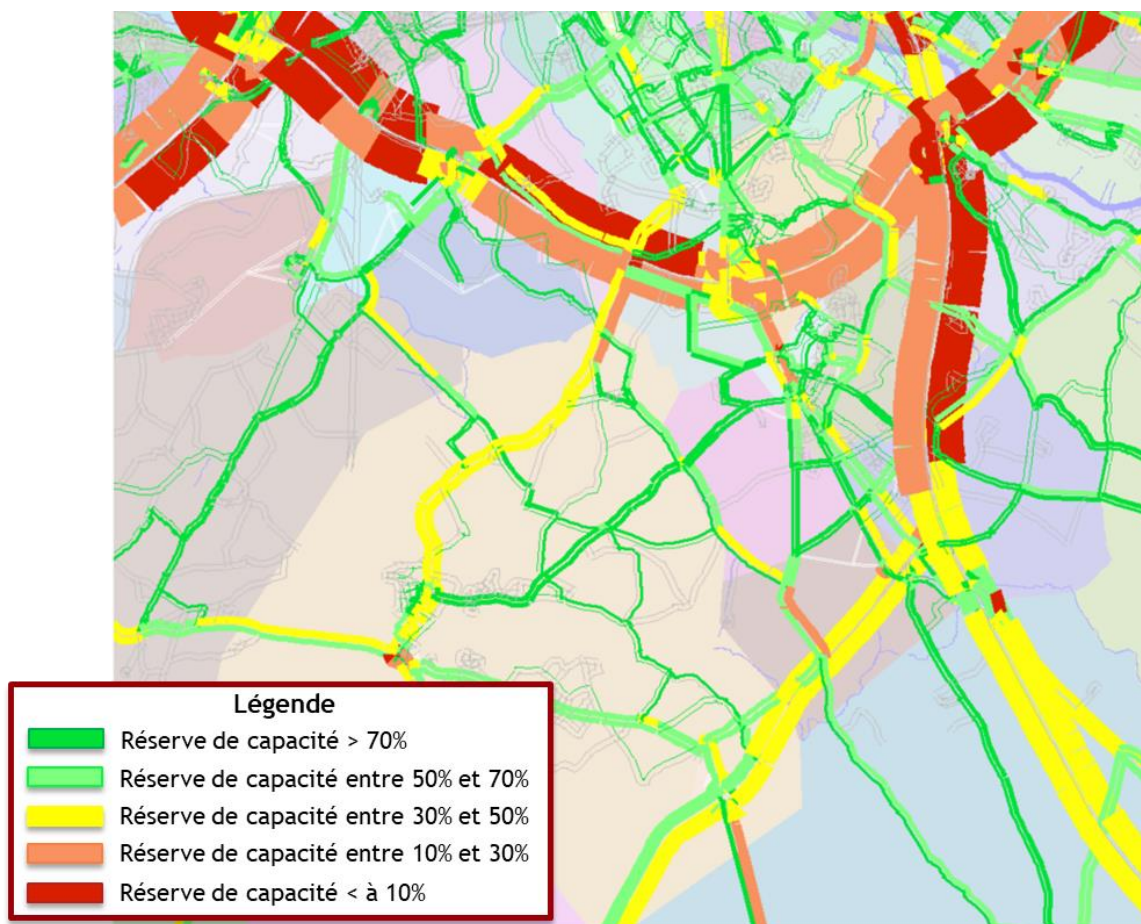 Légende
Réserve de capacité > 70%
Réserve de capacité entre 50% et 70%
Réserve de capacité entre 30% et 50%
Réserve de capacité entre 10% et 30%
Réserve de capacité < à 10%